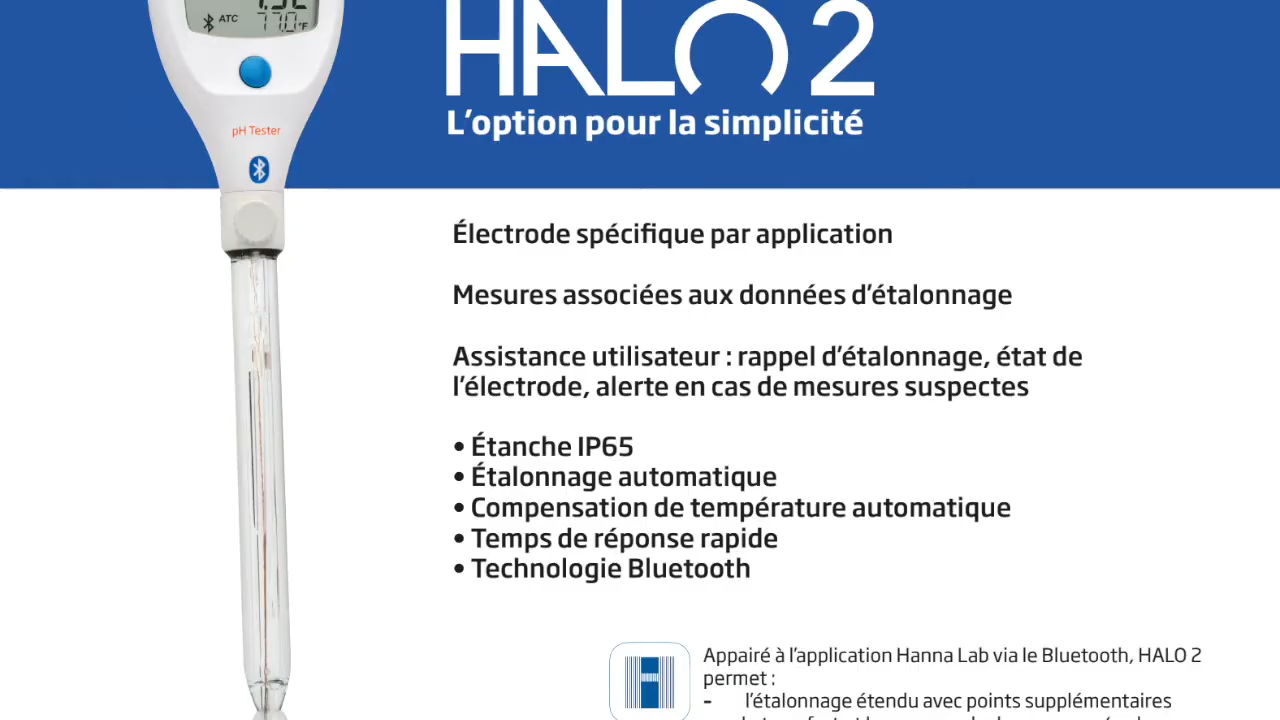 ATC
77.0°F
pH Tester
HALO 2
L'option pour la simplicité
Électrode spécifique par application
Mesures associées aux données d'étalonnage
Assistance utilisateur : rappel d'étalonnage, état de
l'électrode, alerte en cas de mesures suspectes
• Étanche IP65
• Étalonnage automatique
• Compensation de température automatique
• Temps de réponse rapide
• Technologie Bluetooth
Appairé à l'application Hanna Lab via le Bluetooth, HALO 2
permet :
- l'étalonnage étendu avec points supplémentaires